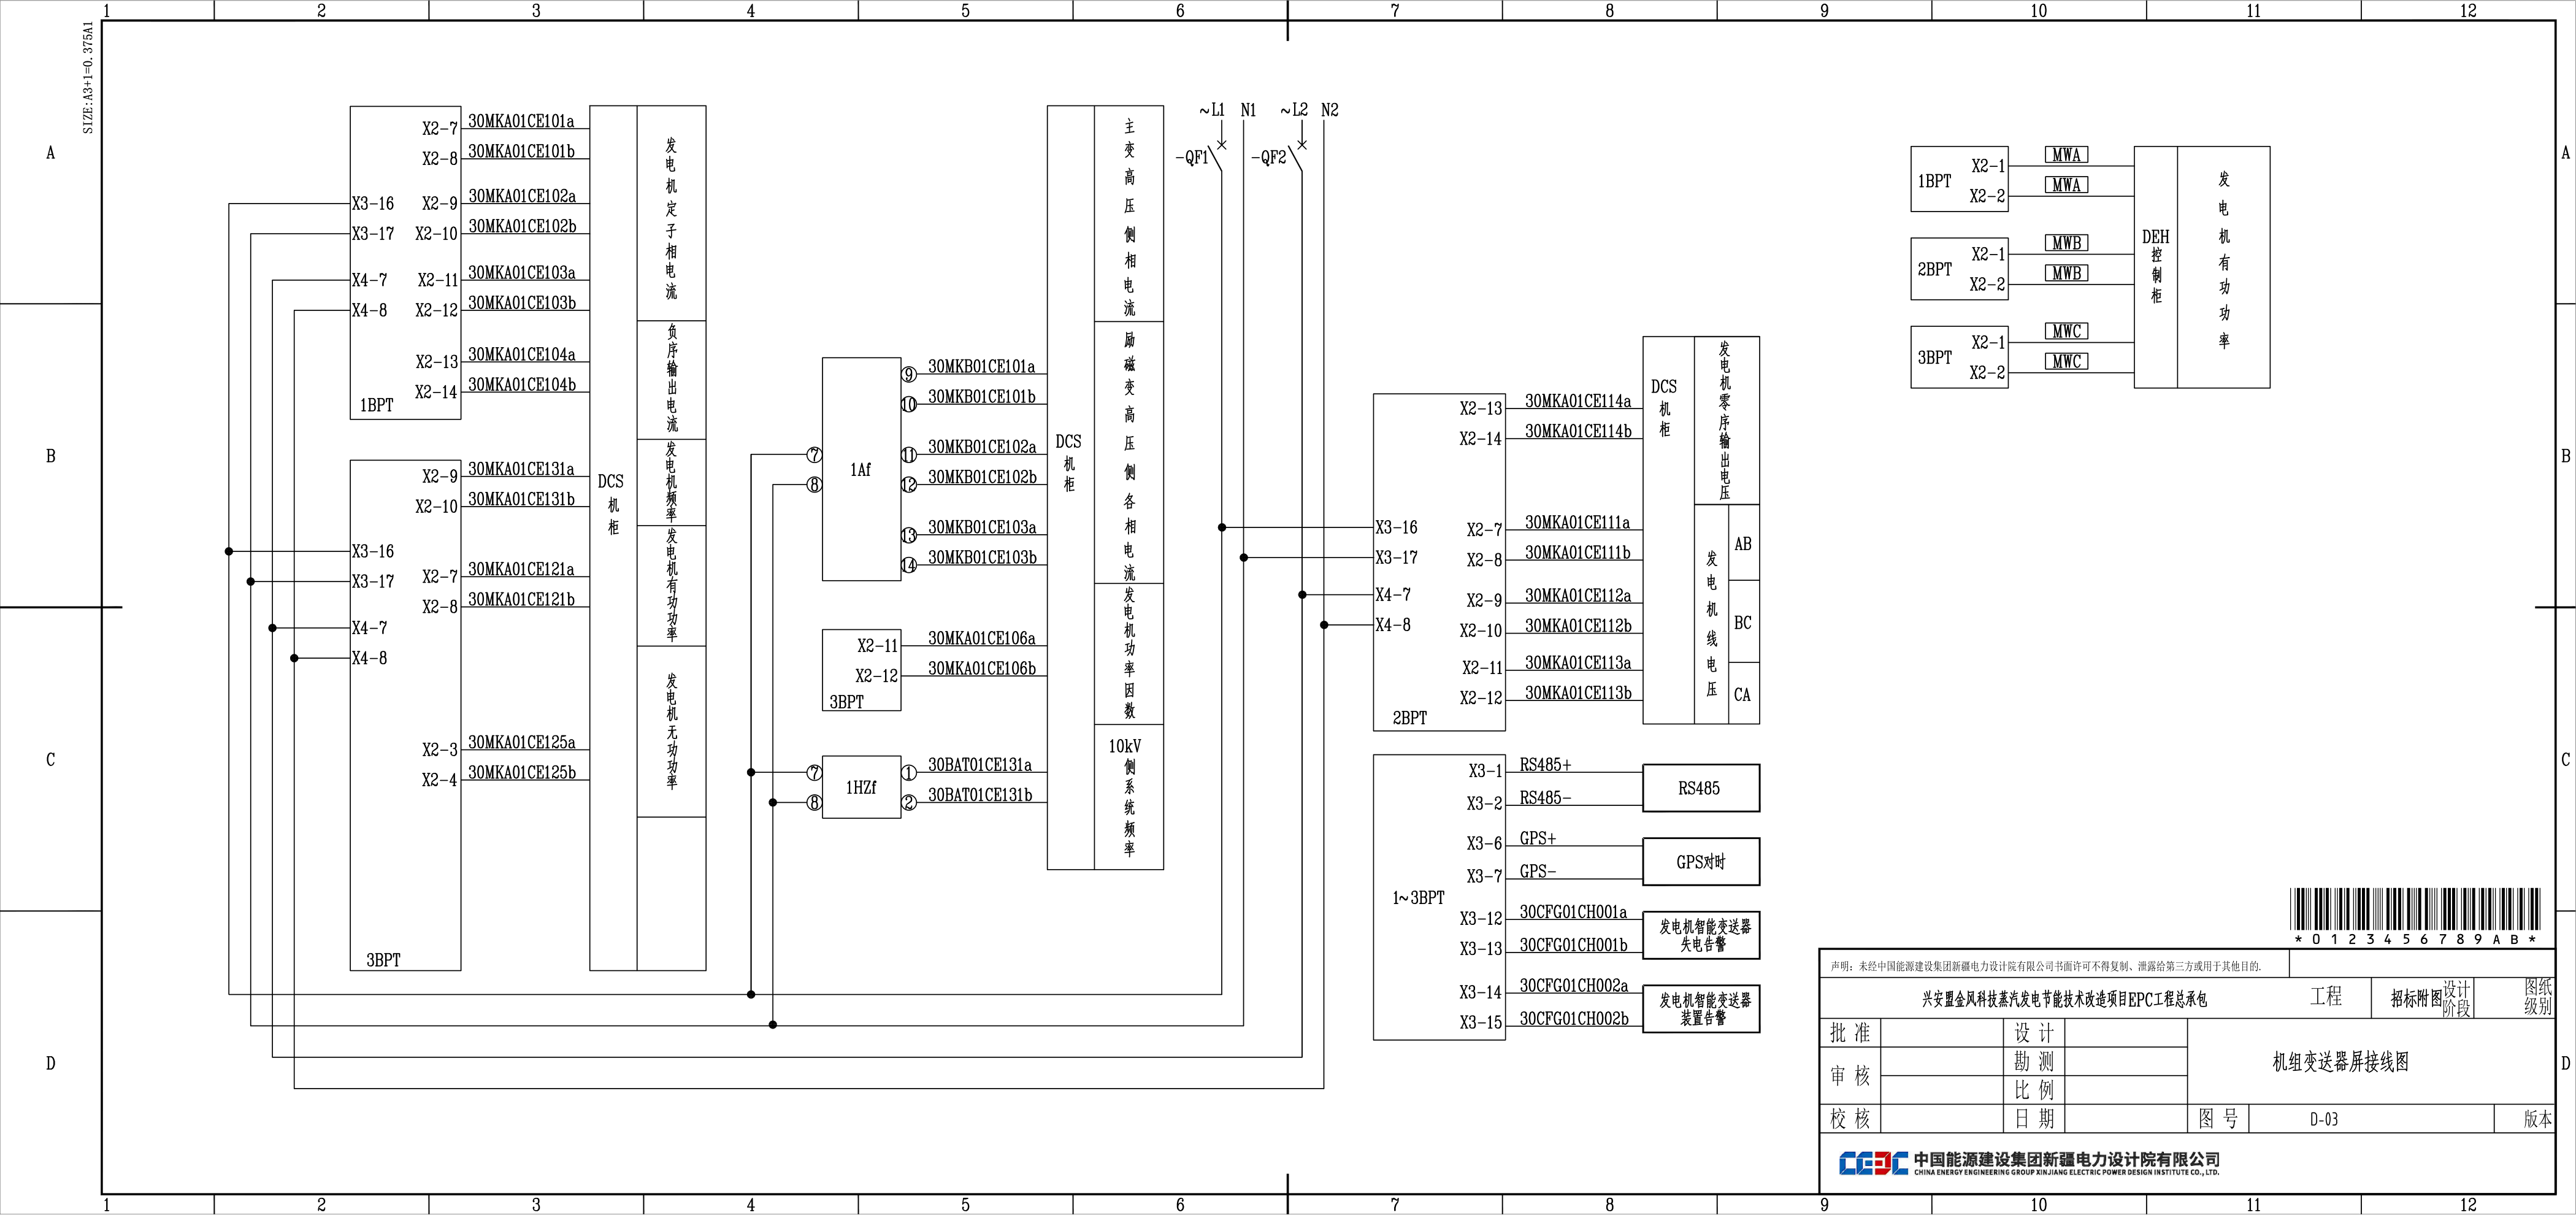 1 2 3 4 5 6 7 8 9 10 11 12
SIZE:A3+1=0.375A1
A
B
C
D
X2-7 30MKA01CE101a
X2-8 30MKA01CE101b
X3-16 X2-9 30MKA01CE102a
X3-17 X2-10 30MKA01CE102b
X4-7 X2-11 30MKA01CE103a
X4-8 X2-12 30MKA01CE103b
X2-13 30MKA01CE104a
X2-14 30MKA01CE104b
1BPT
X2-9 30MKA01CE131a
X2-10 30MKA01CE131b
X3-16
X3-17
X2-7 30MKA01CE121a
X2-8 30MKA01CE121b
X4-7
X4-8
X2-3 30MKA01CE125a
X2-4 30MKA01CE125b
3BPT
DCS机柜
发电机定子相电流
负序输出电流
发电机频率
发电机有功功率
发电机无功功率
1Af
7
8
9 30MKB01CE101a
10 30MKB01CE101b
11 30MKB01CE102a
12 30MKB01CE102b
13 30MKB01CE103a
14 30MKB01CE103b
X2-11 30MKA01CE106a
X2-12 30MKA01CE106b
3BPT
1HZf
7
8
1 30BAT01CE131a
2 30BAT01CE131b
DCS机柜
主变高压侧相电流
励磁变高压侧各相电流
发电机功率因数
10kV侧系统频率
~L1 N1 ~L2 N2
-QF1 -QF2
X2-13 30MKA01CE114a
X2-14 30MKA01CE114b
X3-16 X2-7 30MKA01CE111a
X3-17 X2-8 30MKA01CE111b
X4-7 X2-9 30MKA01CE112a
X4-8 X2-10 30MKA01CE112b
X2-11 30MKA01CE113a
X2-12 30MKA01CE113b
2BPT
DCS机柜
发电机零序输出电压
发电机线电压
AB
BC
CA
1~3BPT
X3-1 RS485+
X3-2 RS485-
RS485
X3-6 GPS+
X3-7 GPS-
GPS对时
X3-12 30CFG01CH001a
X3-13 30CFG01CH001b
发电机智能变送器
失电告警
X3-14 30CFG01CH002a
X3-15 30CFG01CH002b
发电机智能变送器
装置告警
1BPT X2-1 MWA
X2-2 MWA
2BPT X2-1 MWB
X2-2 MWB
3BPT X2-1 MWC
X2-2 MWC
DEH控制柜
发电机有功功率
A
B
C
D
*0123456789AB*
声明：未经中国能源建设集团新疆电力设计院有限公司书面许可不得复制、泄露给第三方或用于其他目的.
兴安盟金风科技蒸汽发电节能技术改造项目EPC工程总承包 工程 招标附图 设计阶段 图纸级别
批 准 设 计
勘 测
审 核 比 例
机组变送器屏接线图
校 核 日 期 图 号 D-03 版本
CEEC 中国能源建设集团新疆电力设计院有限公司
CHINA ENERGY ENGINEERING GROUP XINJIANG ELECTRIC POWER DESIGN INSTITUTE CO., LTD.
1 2 3 4 5 6 7 8 9 10 11 12